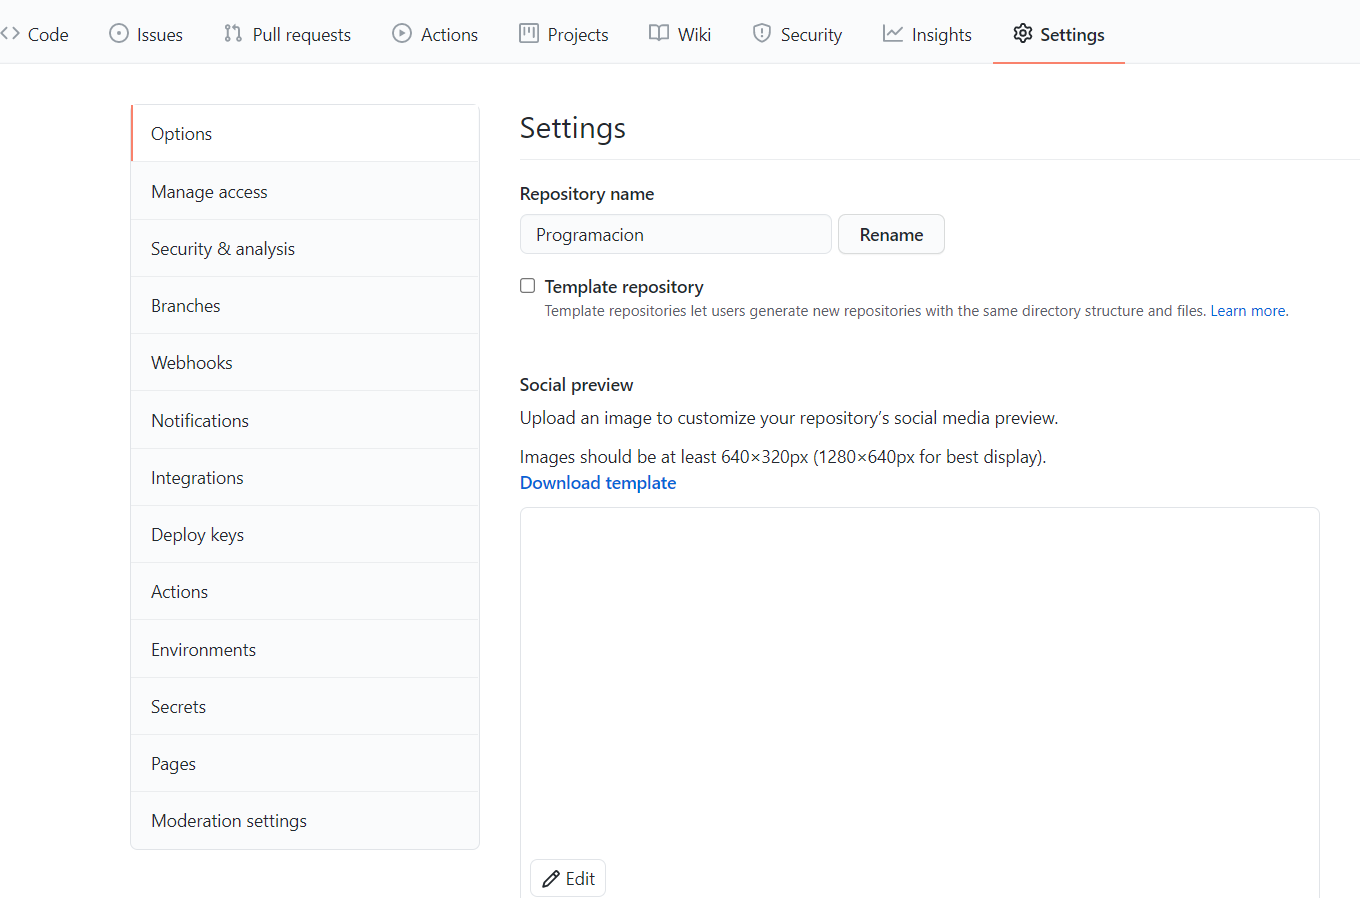 Code Issues Pull requests Actions Projects Wiki Security Insights Settings
Options
Manage access
Security & analysis
Branches
Webhooks
Notifications
Integrations
Deploy keys
Actions
Environments
Secrets
Pages
Moderation settings
Settings
Repository name
Programacion Rename
Template repository
Template repositories let users generate new repositories with the same directory structure and files. Learn more.
Social preview
Upload an image to customize your repository’s social media preview.
Images should be at least 640×320px (1280×640px for best display).
Download template
Edit